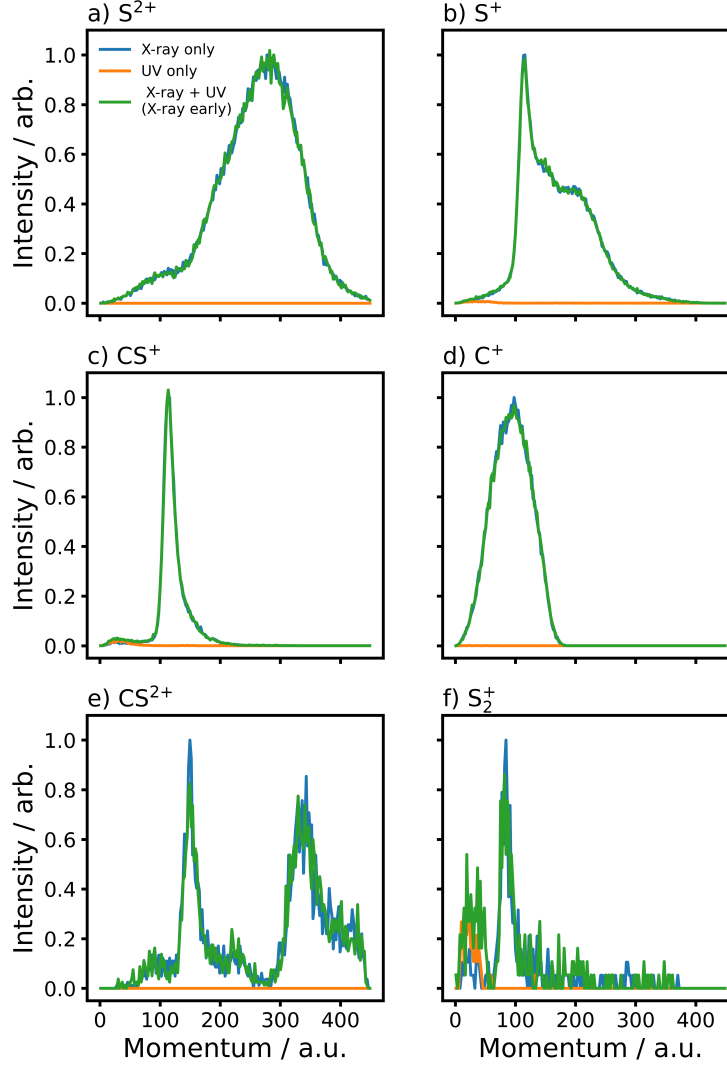 a) S²⁺
b) S⁺
X-ray only
UV only
X-ray + UV
(X-ray early)
Intensity / arb.
1.0
0.8
0.6
0.4
0.2
0.0
c) CS⁺
d) C⁺
Intensity / arb.
1.0
0.8
0.6
0.4
0.2
0.0
e) CS²⁺
f) S₂⁺
Intensity / arb.
1.0
0.8
0.6
0.4
0.2
0.0
0 100 200 300 400
0 100 200 300 400
Momentum / a.u.
Momentum / a.u.